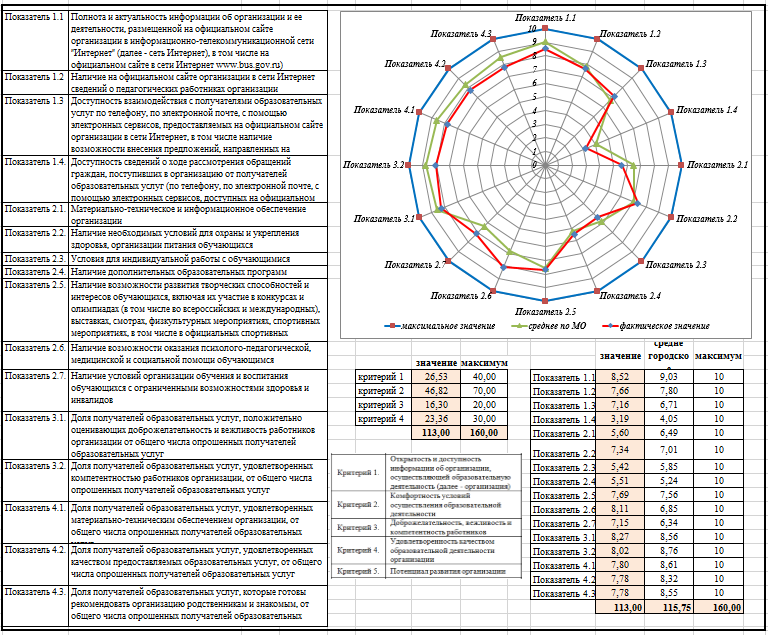 Показатель 1.1 Полнота и актуальность информации об организации и ее
деятельности, размещенной на официальном сайте
организации в информационно-телекоммуникационной сети
"Интернет" (далее - сеть Интернет), в том числе на
официальном сайте в сети Интернет www.bus.gov.ru)
Показатель 1.2 Наличие на официальном сайте организации в сети Интернет
сведений о педагогических работниках организации
Показатель 1.3 Доступность взаимодействия с получателями образовательных
услуг по телефону, по электронной почте, с помощью
электронных сервисов, предоставляемых на официальном сайте
организации в сети Интернет, в том числе наличие
возможности внесения предложений, направленных на
Показатель 1.4. Доступность сведений о ходе рассмотрения обращений
граждан, поступивших в организацию от получателей
образовательных услуг (по телефону, по электронной почте, с
помощью электронных сервисов, доступных на официальном
Показатель 2.1. Материально-техническое и информационное обеспечение
организации
Показатель 2.2. Наличие необходимых условий для охраны и укрепления
здоровья, организации питания обучающихся
Показатель 2.3. Условия для индивидуальной работы с обучающимися
Показатель 2.4. Наличие дополнительных образовательных программ
Показатель 2.5. Наличие возможности развития творческих способностей и
интересов обучающихся, включая их участие в конкурсах и
олимпиадах (в том числе во всероссийских и международных),
выставках, смотрах, физкультурных мероприятиях, спортивных
мероприятиях, в том числе в официальных спортивных
Показатель 2.6. Наличие возможности оказания психолого-педагогической,
медицинской и социальной помощи обучающимся
Показатель 2.7. Наличие условий организации обучения и воспитания
обучающихся с ограниченными возможностями здоровья и
инвалидов
Показатель 3.1. Доля получателей образовательных услуг, положительно
оценивающих доброжелательность и вежливость работников
организации от общего числа опрошенных получателей
образовательных услуг
Показатель 3.2. Доля получателей образовательных услуг, удовлетворенных
компетентностью работников организации, от общего числа
опрошенных получателей образовательных услуг
Показатель 4.1. Доля получателей образовательных услуг, удовлетворенных
материально-техническим обеспечением организации, от
общего числа опрошенных получателей образовательных
Показатель 4.2. Доля получателей образовательных услуг, удовлетворенных
качеством предоставляемых образовательных услуг, от общего
числа опрошенных получателей образовательных услуг
Показатель 4.3. Доля получателей образовательных услуг, которые готовы
рекомендовать организацию родственникам и знакомым, от
общего числа опрошенных получателей образовательных
Показатель 1.1
Показатель 1.2
Показатель 1.3
Показатель 1.4
Показатель 2.1
Показатель 2.2
Показатель 2.3
Показатель 2.4
Показатель 2.5
Показатель 2.6
Показатель 2.7
Показатель 3.1
Показатель 3.2
Показатель 4.1
Показатель 4.2
Показатель 4.3
10
9
8
7
6
5
4
3
2
1
0
максимальное значение среднее по МО фактическое значение
значение максимум
критерий 1 26,53 40,00
критерий 2 46,82 70,00
критерий 3 16,30 20,00
критерий 4 23,36 30,00
113,00 160,00
Критерий 1. Открытость и доступность
информации об организации,
осуществляющей образовательную
деятельность (далее - организация)
Критерий 2. Комфортность условий
осуществления образовательной
деятельности
Критерий 3. Доброжелательность, вежливость и
компетентность работников
Критерий 4. Удовлетворенность качеством
образовательной деятельности
организации
Критерий 5. Потенциал развития организации
средне
значение городско максимум
Показатель 1.1 8,52 9,03 10
Показатель 1.2 7,66 7,80 10
Показатель 1.3 7,16 6,71 10
Показатель 1.4 3,19 4,05 10
Показатель 2.1 5,60 6,49 10
Показатель 2.2 7,34 7,01 10
Показатель 2.3 5,42 5,85 10
Показатель 2.4 5,51 5,24 10
Показатель 2.5 7,69 7,56 10
Показатель 2.6 8,11 6,85 10
Показатель 2.7 7,15 6,34 10
Показатель 3.1 8,27 8,56 10
Показатель 3.2 8,02 8,76 10
Показатель 4.1 7,80 8,61 10
Показатель 4.2 7,78 8,32 10
Показатель 4.3 7,78 8,55 10
113,00 115,75 160,00